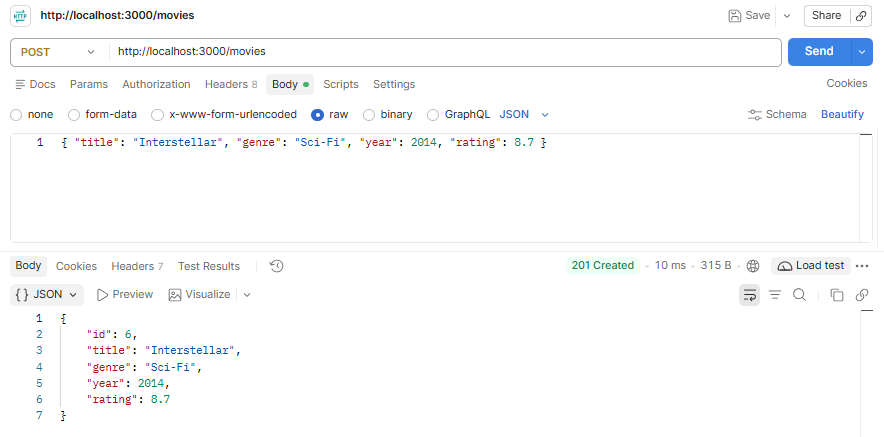 HTTP http://localhost:3000/movies Save Share
POST http://localhost:3000/movies Send
Docs Params Authorization Headers 8 Body Scripts Settings Cookies
none form-data x-www-form-urlencoded raw binary GraphQL JSON Schema Beautify
1 { "title": "Interstellar", "genre": "Sci-Fi", "year": 2014, "rating": 8.7 }
Body Cookies Headers 7 Test Results 201 Created 10 ms 315 B Load test
{} JSON Preview Visualize
1 {
2 "id": 6,
3 "title": "Interstellar",
4 "genre": "Sci-Fi",
5 "year": 2014,
6 "rating": 8.7
7 }